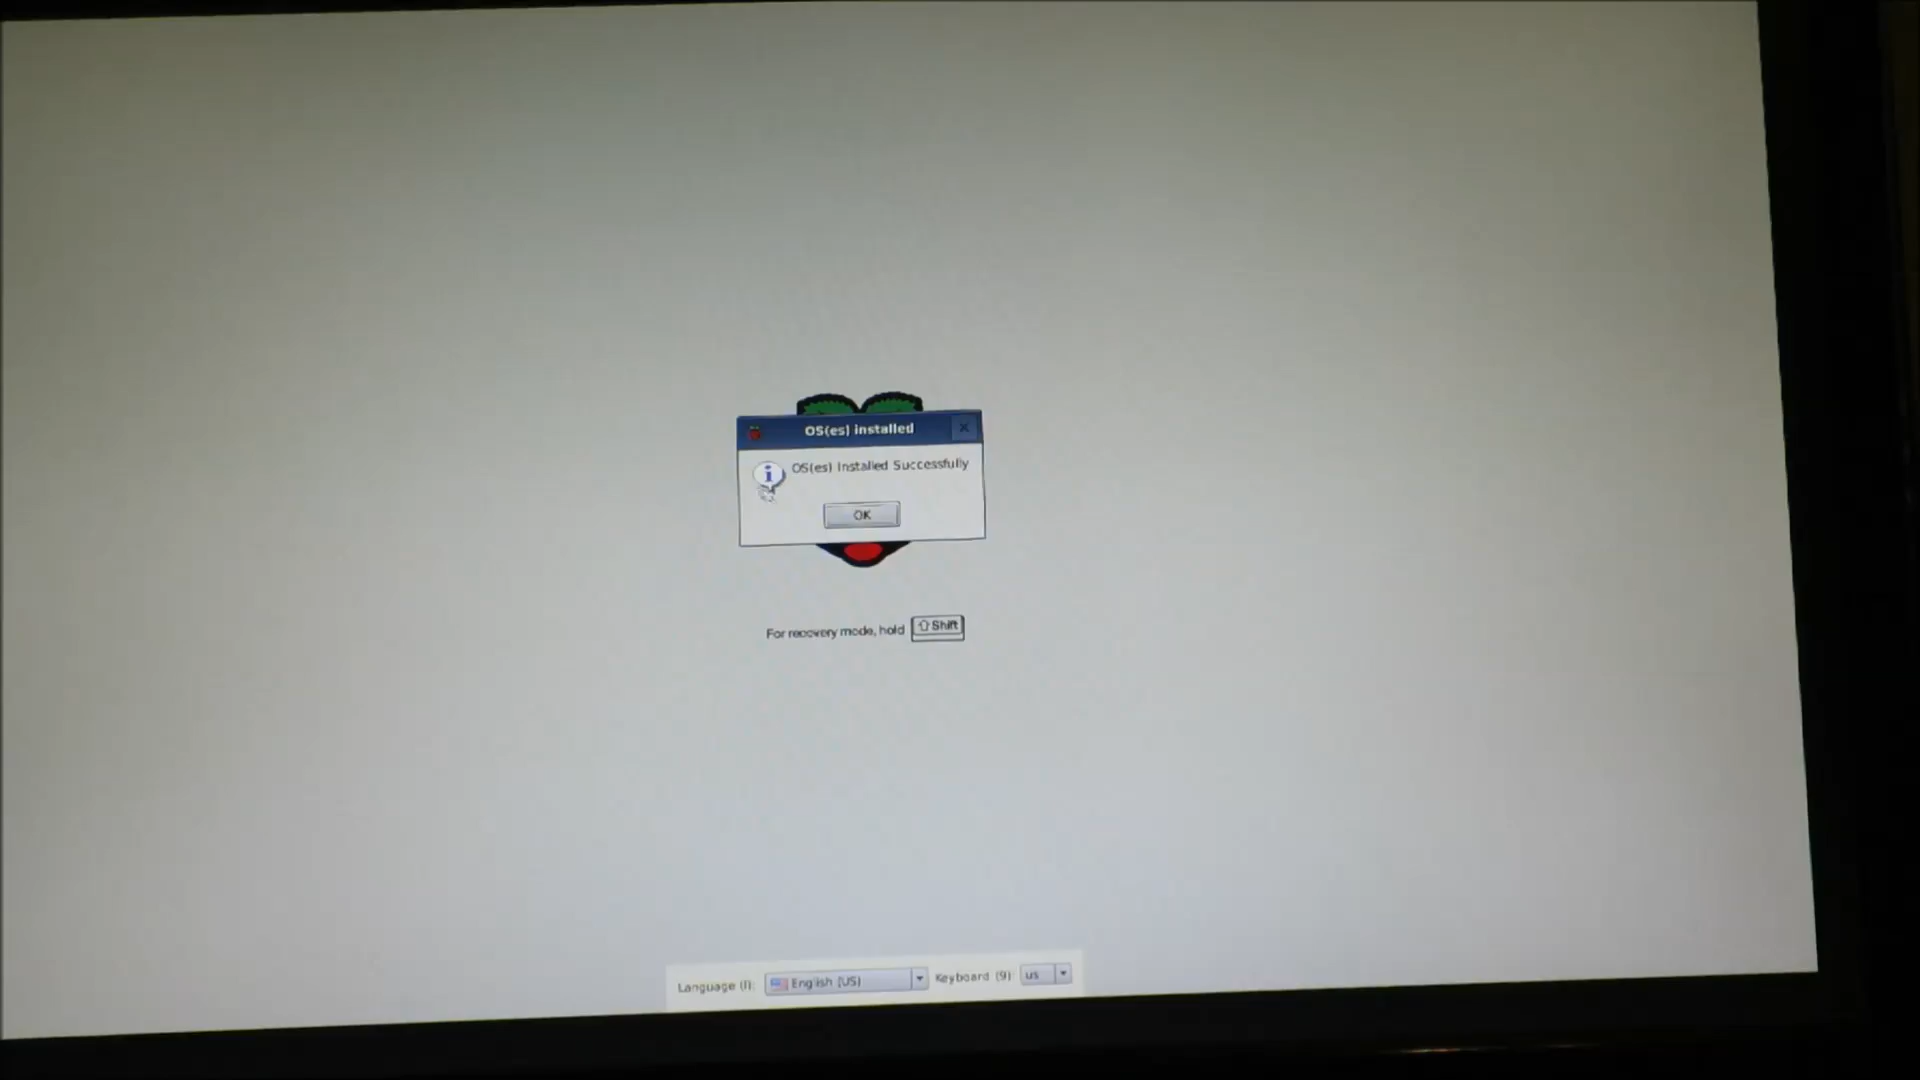 OS(es) installed
OS(es) Installed Successfully
OK
For recovery mode, hold Shift
Language (l): English (US) Keyboard (9): us